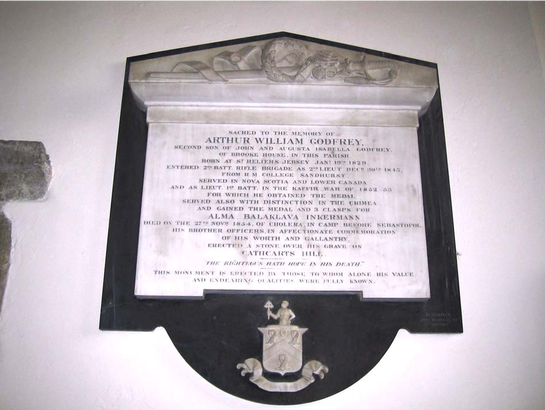 SACRED TO THE MEMORY OF
ARTHUR WILLIAM GODFREY,
SECOND SON OF JOHN AND AUGUSTA ISABELLA GODFREY,
OF BROOKE HOUSE, IN THIS PARISH
BORN AT ST HELIERS JERSEY JANY 10TH 1829
ENTERED 2ND BATT. RIFLE BRIGADE AS 2ND LIEUT DECR 1845,
FROM R.M COLLEGE SANDHURST
SERVED IN NOVA SCOTIA AND LOWER CANADA
AND AS LIEUT 1ST BATT. IN THE KAFFIR WAR OF 1852-53
FOR WHICH HE OBTAINED THE MEDAL
SERVED ALSO WITH DISTINCTION IN THE CRIMEA
AND GAINED THE MEDAL AND 3 CLASPS FOR
ALMA BALAKLAVA INKERMANN
DIED ON THE 27TH NOVR 1854, OF CHOLERA, IN CAMP BEFORE SEBASTOPOL
HIS BROTHER OFFICERS, IN AFFECTIONATE COMMEMORATION
OF HIS WORTH AND GALLANTRY
ERECTED A STONE OVER HIS GRAVE ON
CATHCARTS HILL
"THE RIGHTEOUS HATH HOPE IN HIS DEATH."
THIS MONUMENT IS ERECTED BY THOSE TO WHOM ALONE HIS VALUE
AND ENDEARING QUALITIES WERE FULLY KNOWN.